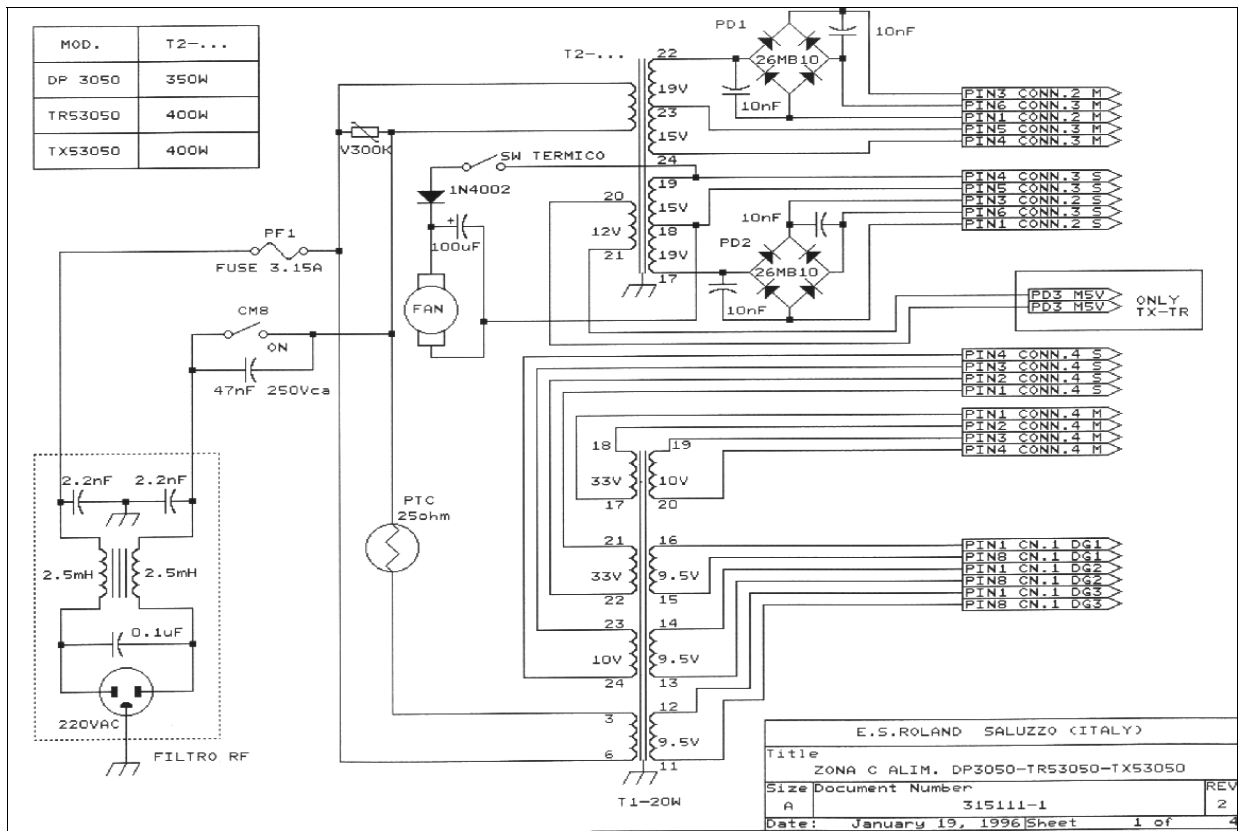 MOD. T2-...
DP 3050 350W
TR53050 400W
TX53050 400W
T2-...
22
19V
23
15V
24
19
15V
18
19V
17
20
12V
21
PD1
26MB10
10nF
10nF
PIN3 CONN.2 M
PIN6 CONN.3 M
PIN1 CONN.2 M
PIN5 CONN.3 M
PIN4 CONN.3 M
V300K
SW TERMICO
1N4002
+
100uF
FAN
PIN4 CONN.3 S
PIN5 CONN.3 S
PIN3 CONN.2 S
PIN6 CONN.3 S
PIN1 CONN.2 S
10nF
PD2
26MB10
10nF
PF1
FUSE 3.15A
CM8
ON
47nF 250Vca
PD3 M5V
PD3 M5V
ONLY
TX-TR
PIN4 CONN.4 S
PIN3 CONN.4 S
PIN2 CONN.4 S
PIN1 CONN.4 S
PIN1 CONN.4 M
PIN2 CONN.4 M
PIN3 CONN.4 M
PIN4 CONN.4 M
18
33V
17
19
10V
20
2.2nF 2.2nF
2.5mH 2.5mH
0.1uF
220VAC
FILTRO RF
PTC
25ohm
21
33V
22
23
10V
24
3
6
16
9.5V
15
14
9.5V
13
12
9.5V
11
T1-20W
PIN1 CN.1 DG1
PIN8 CN.1 DG1
PIN1 CN.1 DG2
PIN8 CN.1 DG2
PIN1 CN.1 DG3
PIN8 CN.1 DG3
E.S.ROLAND SALUZZO (ITALY)
Title
ZONA C ALIM. DP3050-TR53050-TX53050
Size Document Number REV
A 315111-1 2
Date: January 19, 1996 Sheet 1 of 4